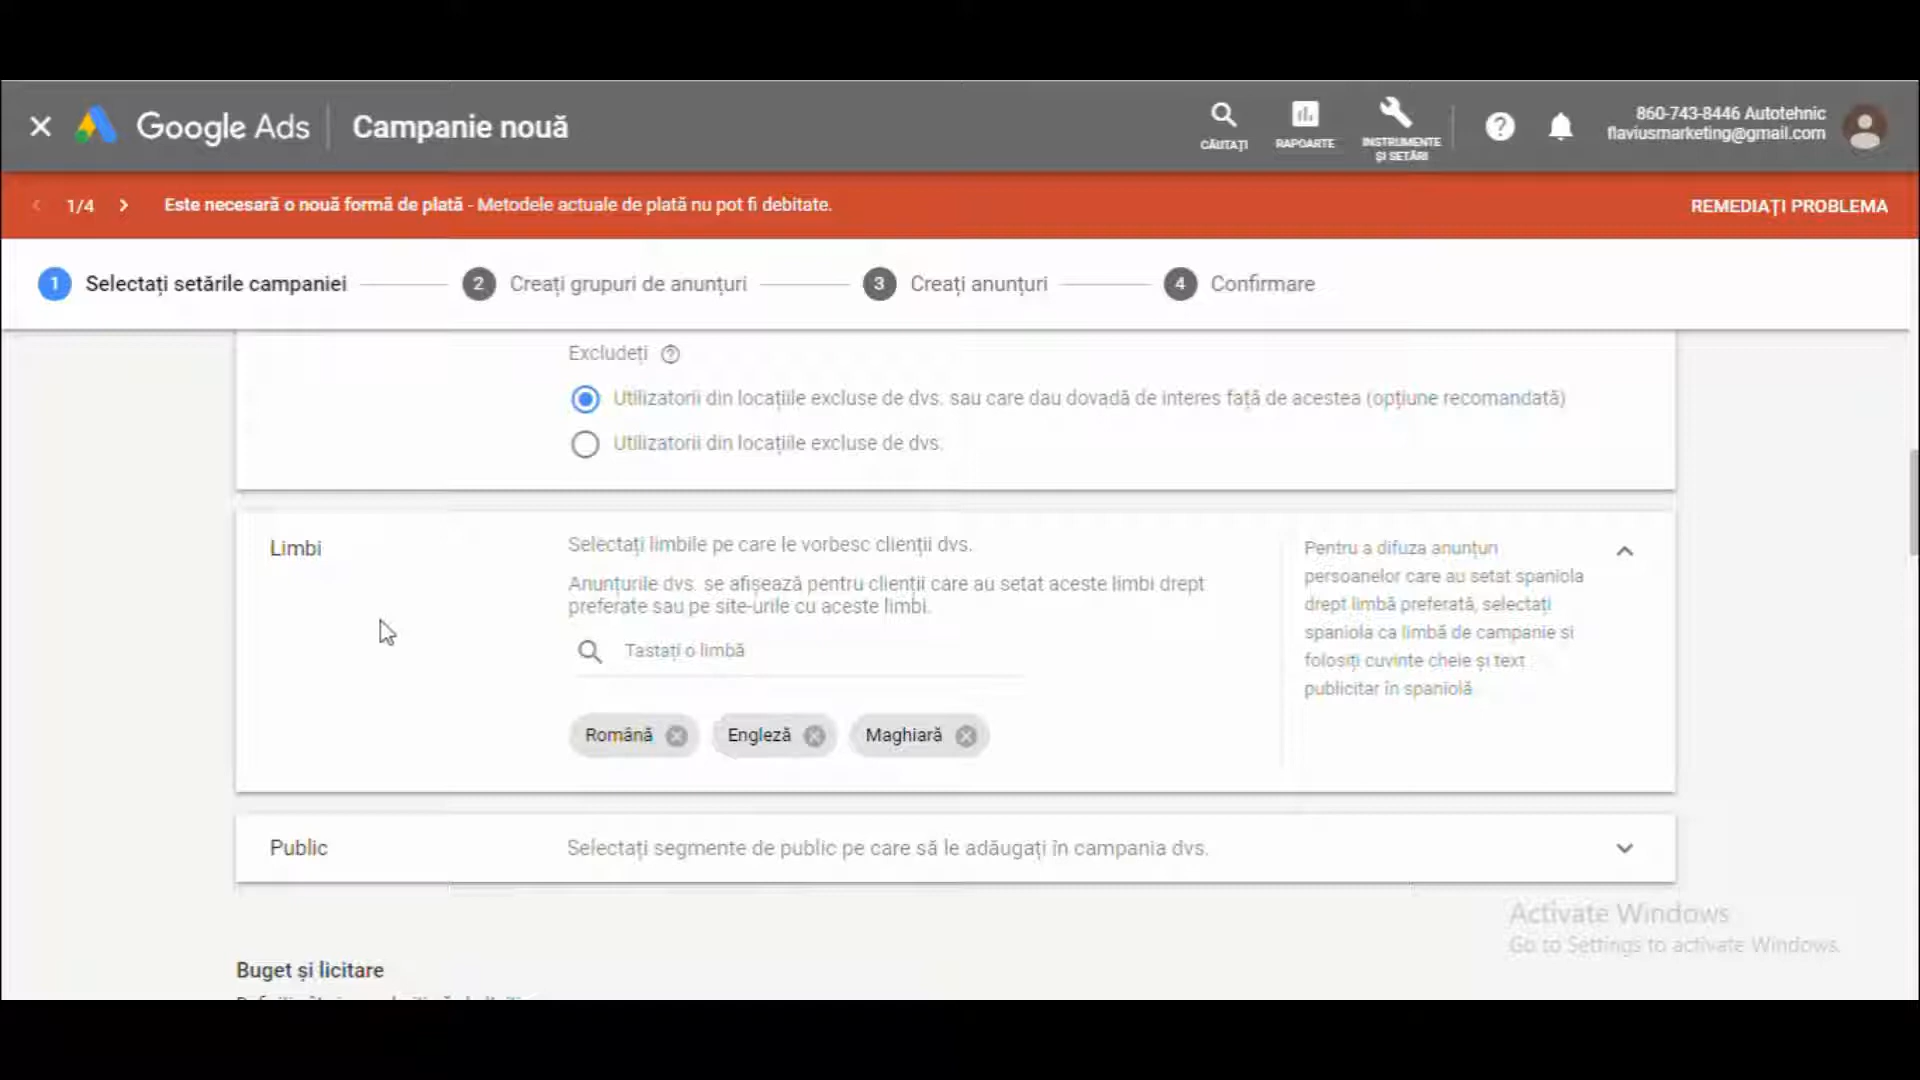 Google Ads
Campanie nouă
CĂUTAȚI
RAPOARTE
INSTRUMENTE
ȘI SETĂRI
860-743-8446 Autotehnic
flaviusmarketing@gmail.com
1/4
Este necesară o nouă formă de plată - Metodele actuale de plată nu pot fi debitate.
REMEDIAȚI PROBLEMA
1 Selectați setările campaniei
2 Creați grupuri de anunțuri
3 Creați anunțuri
4 Confirmare
Excludeți
Utilizatorii din locațiile excluse de dvs. sau care dau dovadă de interes față de acestea (opțiune recomandată)
Utilizatorii din locațiile excluse de dvs.
Limbi
Selectați limbile pe care le vorbesc clienții dvs.
Anunțurile dvs. se afișează pentru clienții care au setat aceste limbi drept
preferate sau pe site-urile cu aceste limbi.
Tastați o limbă
Română
Engleză
Maghiară
Pentru a difuza anunțuri
persoanelor care au setat spaniola
drept limbă preferată, selectați
spaniola ca limbă de campanie si
folosiți cuvinte cheie și text
publicitar în spaniolă
Public
Selectați segmente de public pe care să le adăugați în campania dvs.
Activate Windows
Go to Settings to activate Windows.
Buget și licitare